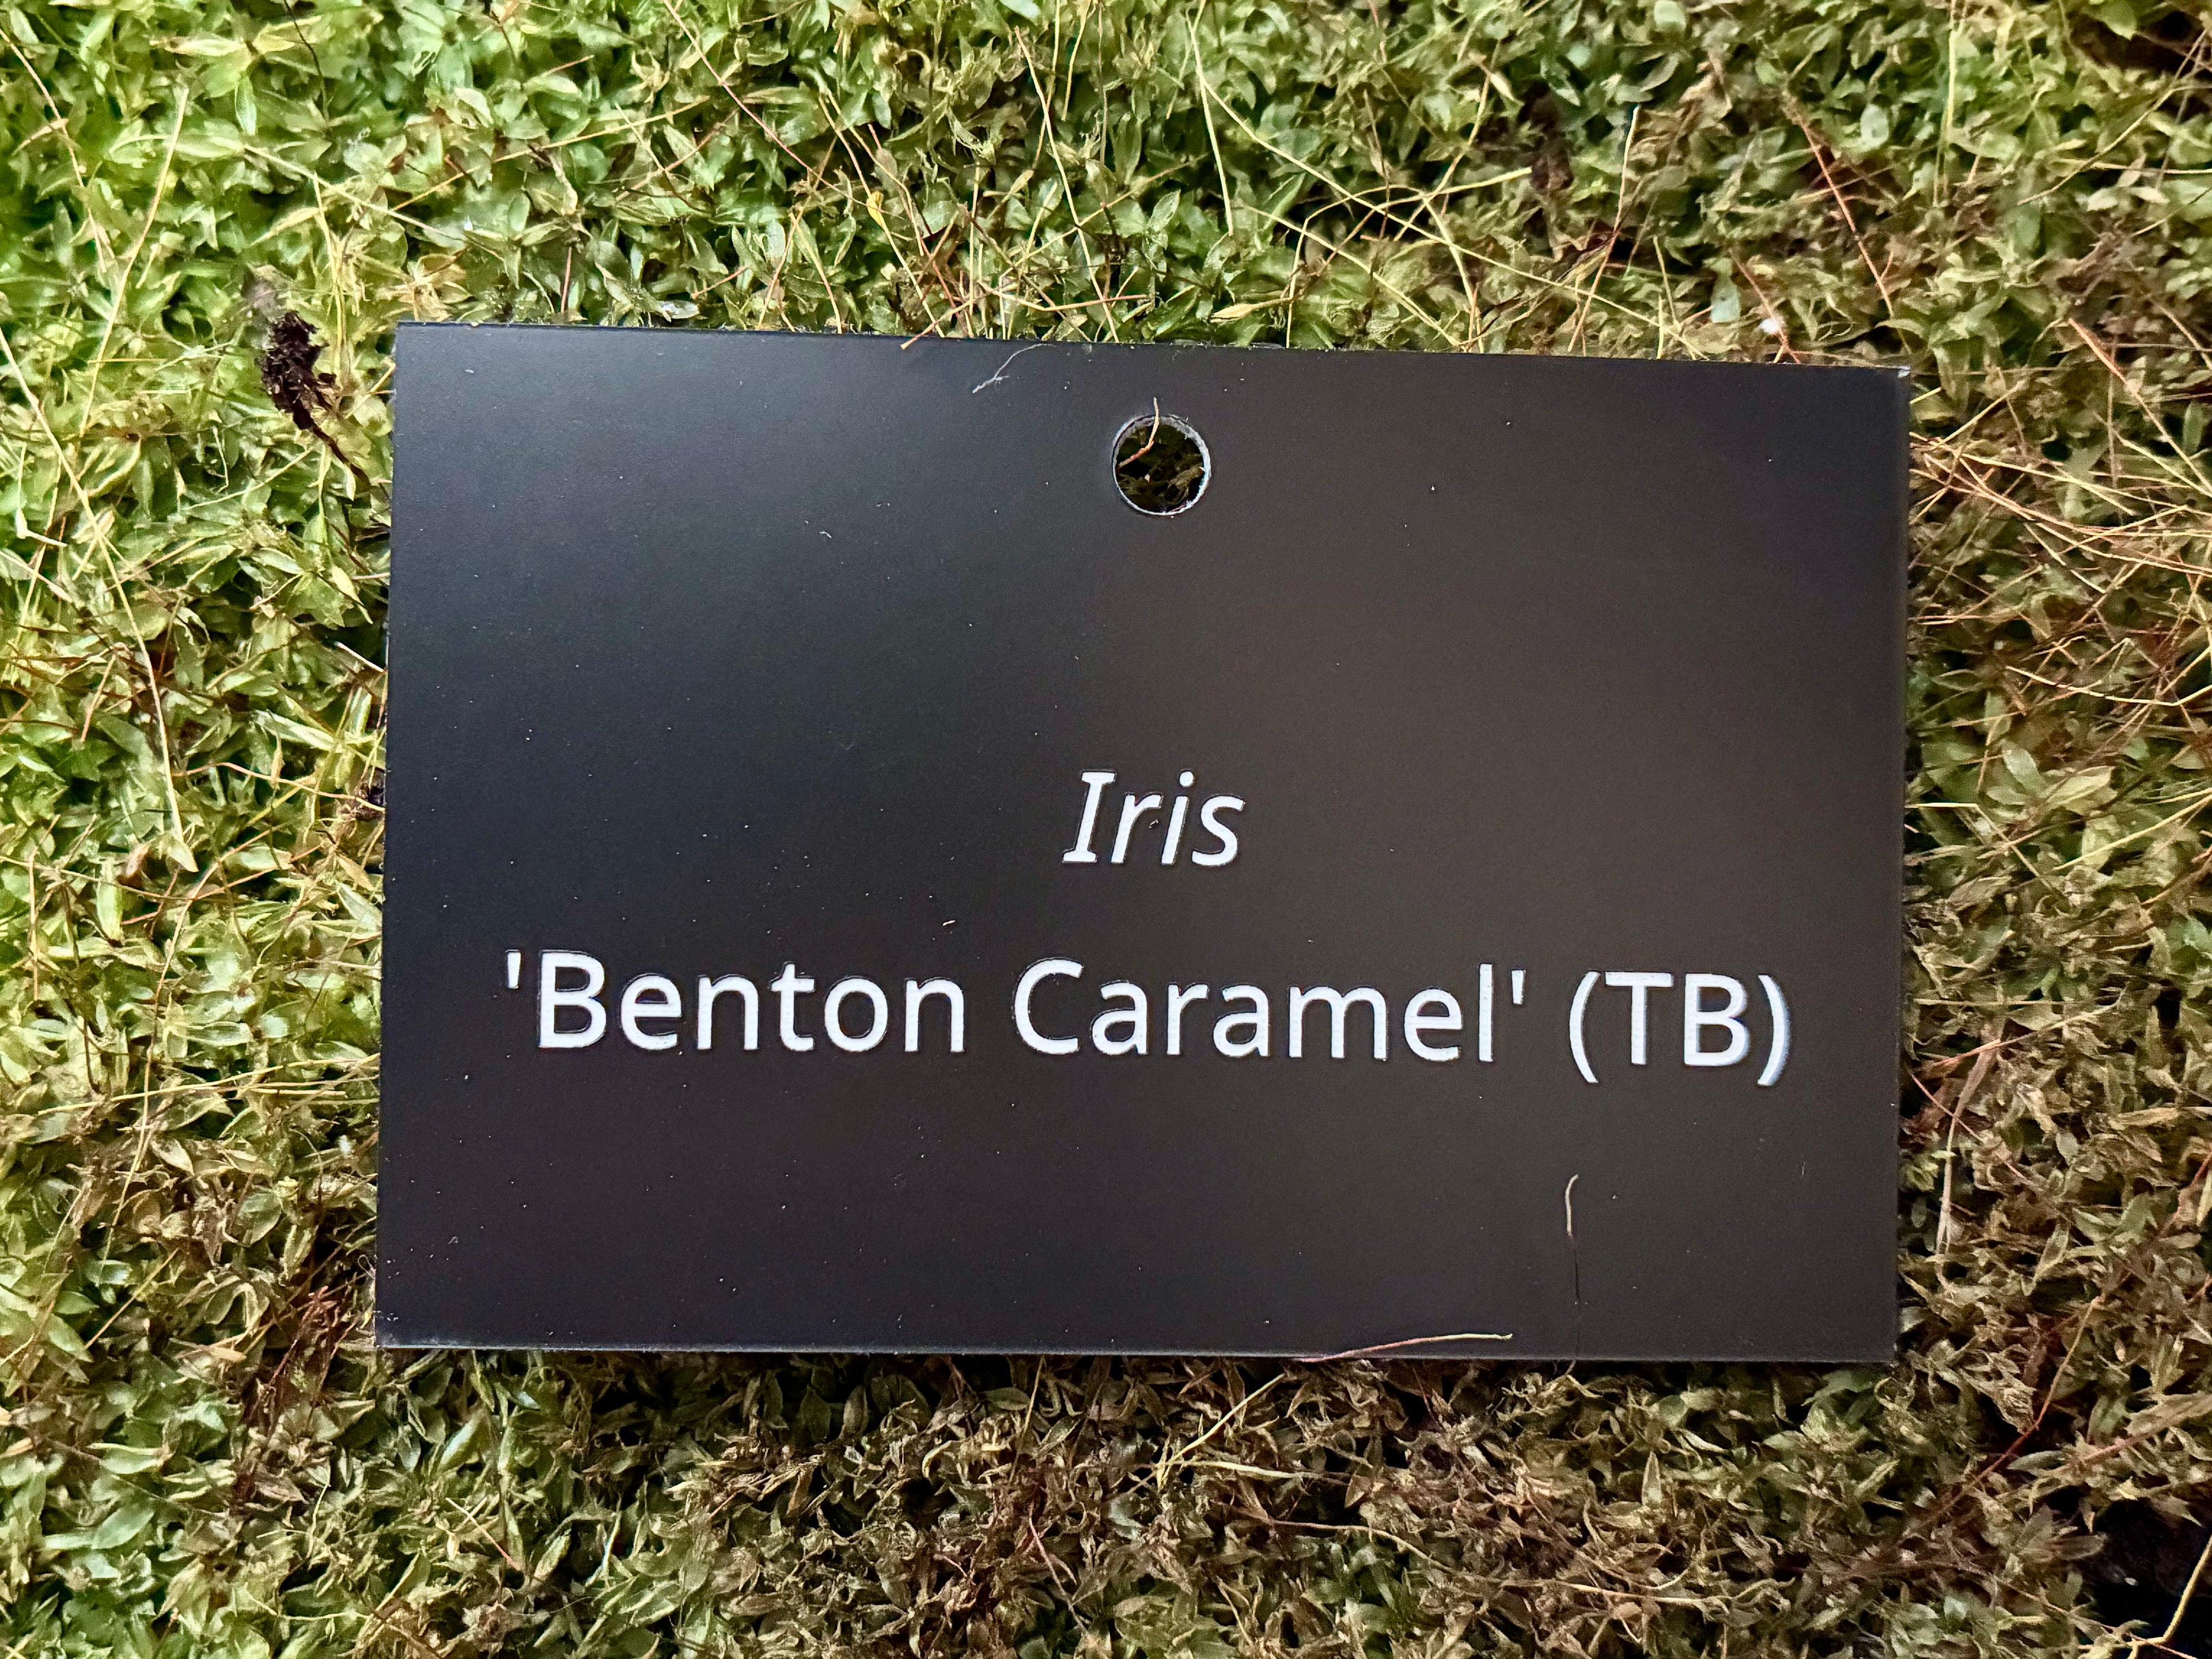 Iris
'Benton Caramel' (TB)